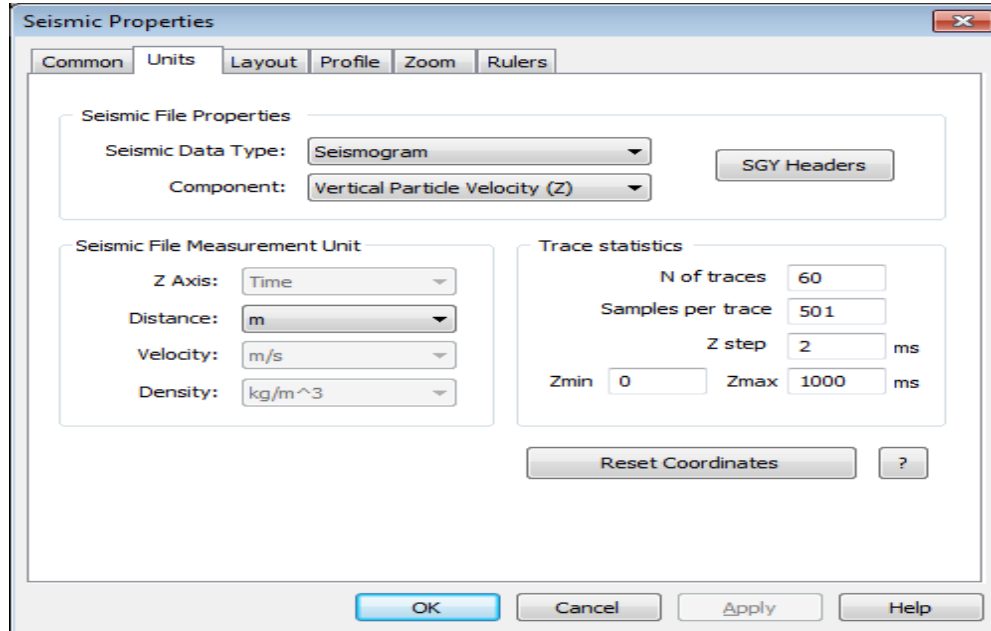 Seismic Properties
Common Units Layout Profile Zoom Rulers
Seismic File Properties
Seismic Data Type: Seismogram
SGY Headers
Component: Vertical Particle Velocity (Z)
Seismic File Measurement Unit
Z Axis: Time
Distance: m
Velocity: m/s
Density: kg/m^3
Trace statistics
N of traces 60
Samples per trace 501
Z step 2 ms
Zmin 0 Zmax 1000 ms
Reset Coordinates ?
OK Cancel Apply Help